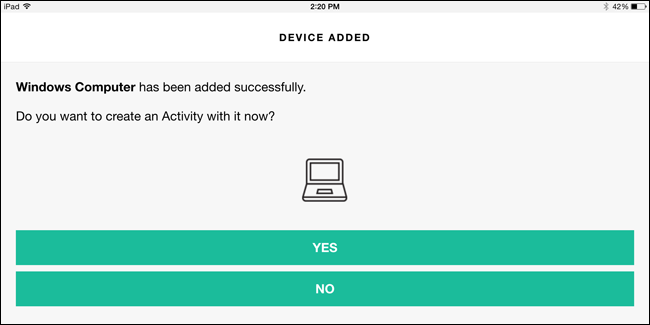 iPad 2:20 PM 42%
DEVICE ADDED
Windows Computer has been added successfully.
Do you want to create an Activity with it now?
YES
NO